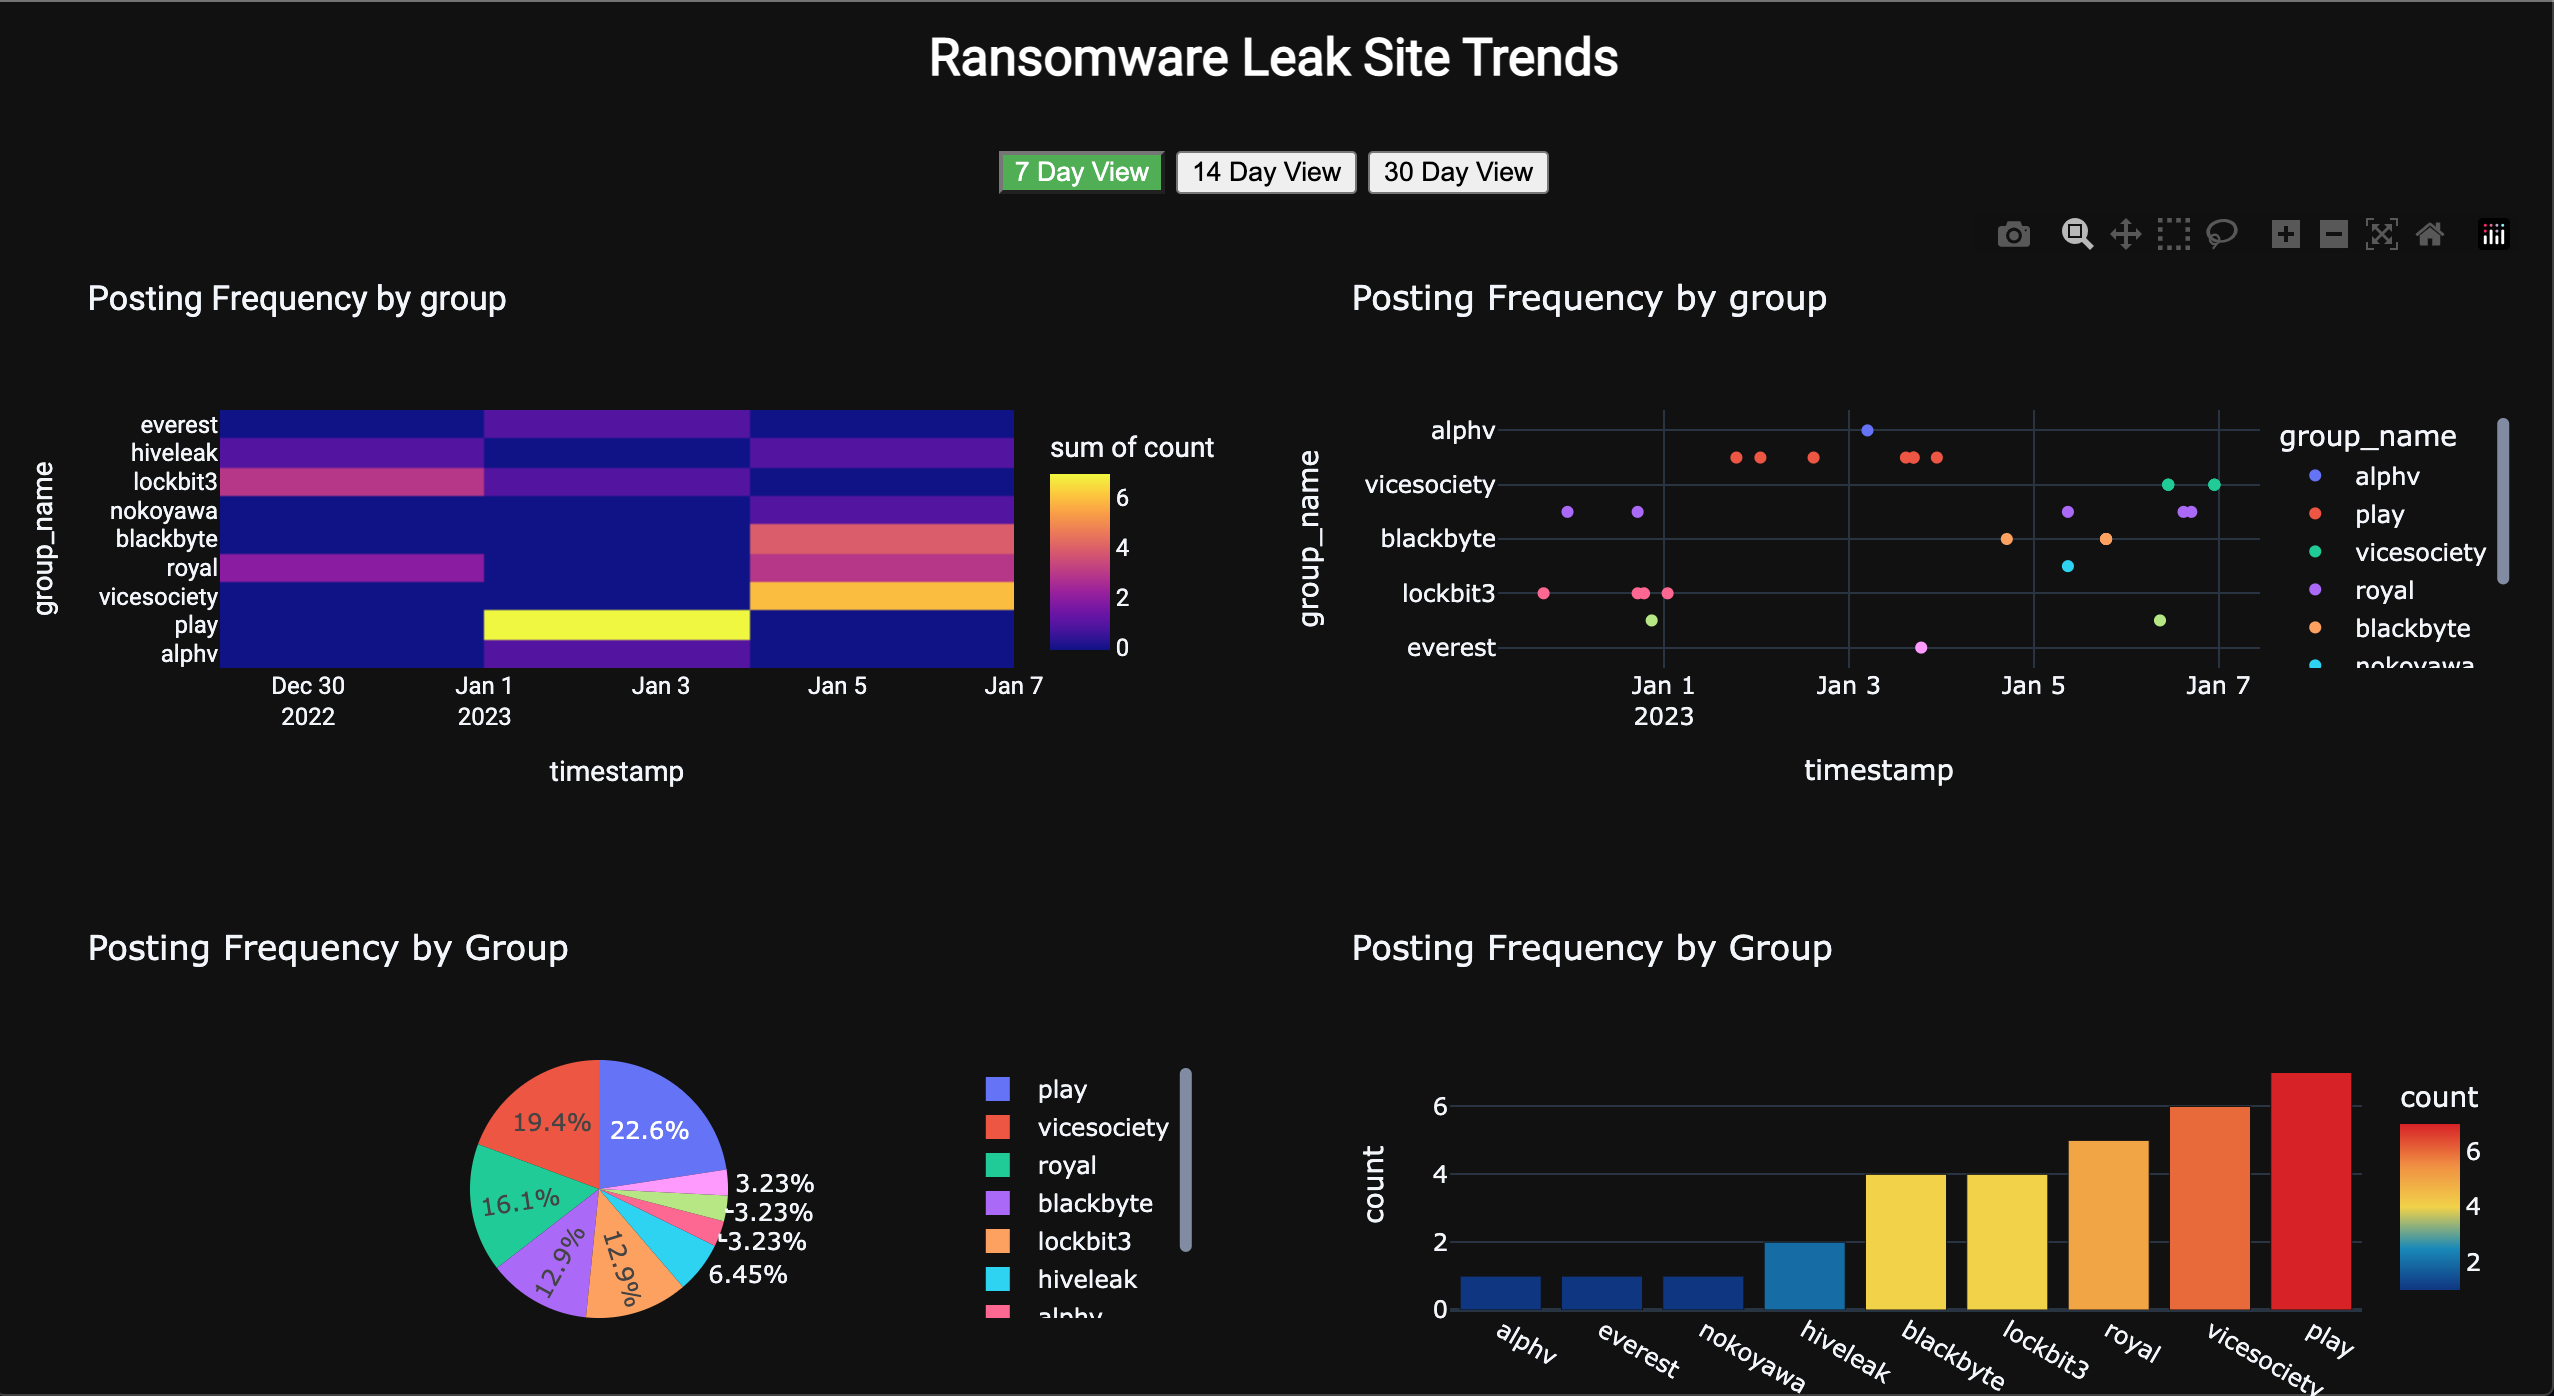 Ransomware Leak Site Trends
7 Day View
14 Day View
30 Day View
Posting Frequency by group
group_name
everest
hiveleak
lockbit3
nokoyawa
blackbyte
royal
vicesociety
play
alphv
Dec 30
2022
Jan 1
2023
Jan 3
Jan 5
Jan 7
timestamp
sum of count
6
4
2
0
Posting Frequency by group
group_name
alphv
vicesociety
blackbyte
lockbit3
everest
Jan 1
2023
Jan 3
Jan 5
Jan 7
timestamp
group_name
alphv
play
vicesociety
royal
blackbyte
nokoyawa
Posting Frequency by Group
19.4%
22.6%
16.1%
12.9%
12.9%
3.23%
3.23%
3.23%
6.45%
play
vicesociety
royal
blackbyte
lockbit3
hiveleak
alphv
Posting Frequency by Group
count
6
4
2
0
alphv
everest
nokoyawa
hiveleak
blackbyte
lockbit3
royal
vicesociety
play
count
6
4
2